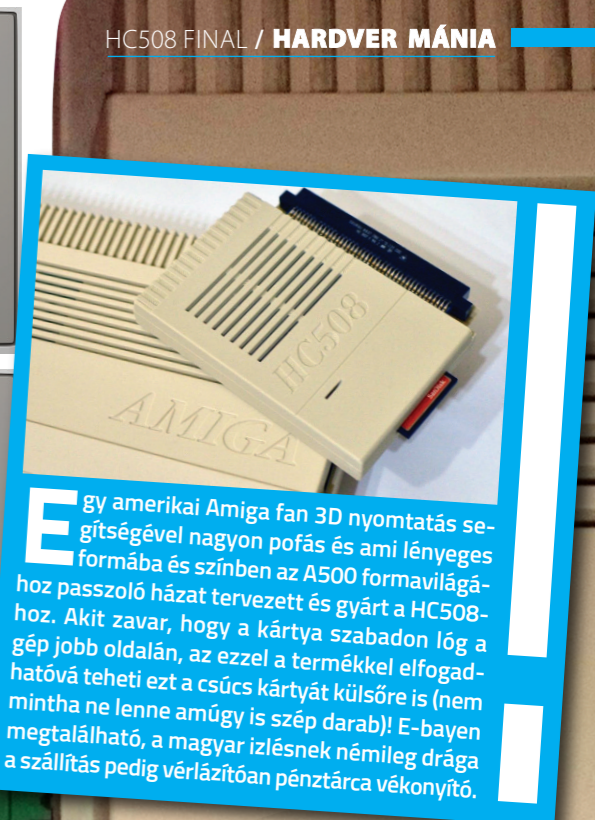 HC508 FINAL / HARDVER MÁNIA
HC508
AMIGA
SanDisk
Egy amerikai Amiga fan 3D nyomtatás se-
gítségével nagyon pofás és ami lényeges
formába és színben az A500 formavilágá-
hoz passzoló házat tervezett és gyárt a HC508-
hoz. Akit zavar, hogy a kártya szabadon lóg a
gép jobb oldalán, az ezzel a termékkel elfogad-
hatóvá teheti ezt a csúcs kártyát külsőre is (nem
mintha ne lenne amúgy is szép darab)! E-bayen
megtalálható, a magyar izlésnek némileg drága
a szállítás pedig vérlázítóan pénztárca vékonyító.